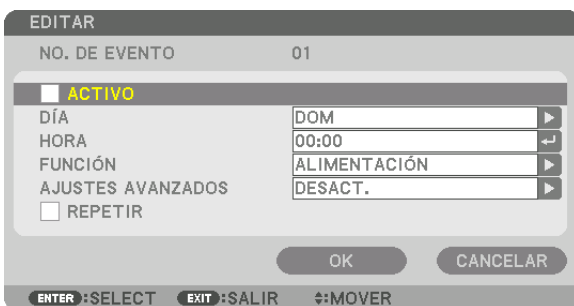 EDITAR
NO. DE EVENTO 01
ACTIVO
DÍA DOM
HORA 00:00
FUNCIÓN ALIMENTACIÓN
AJUSTES AVANZADOS DESACT.
REPETIR
OK CANCELAR
ENTER :SELECT EXIT :SALIR :MOVER